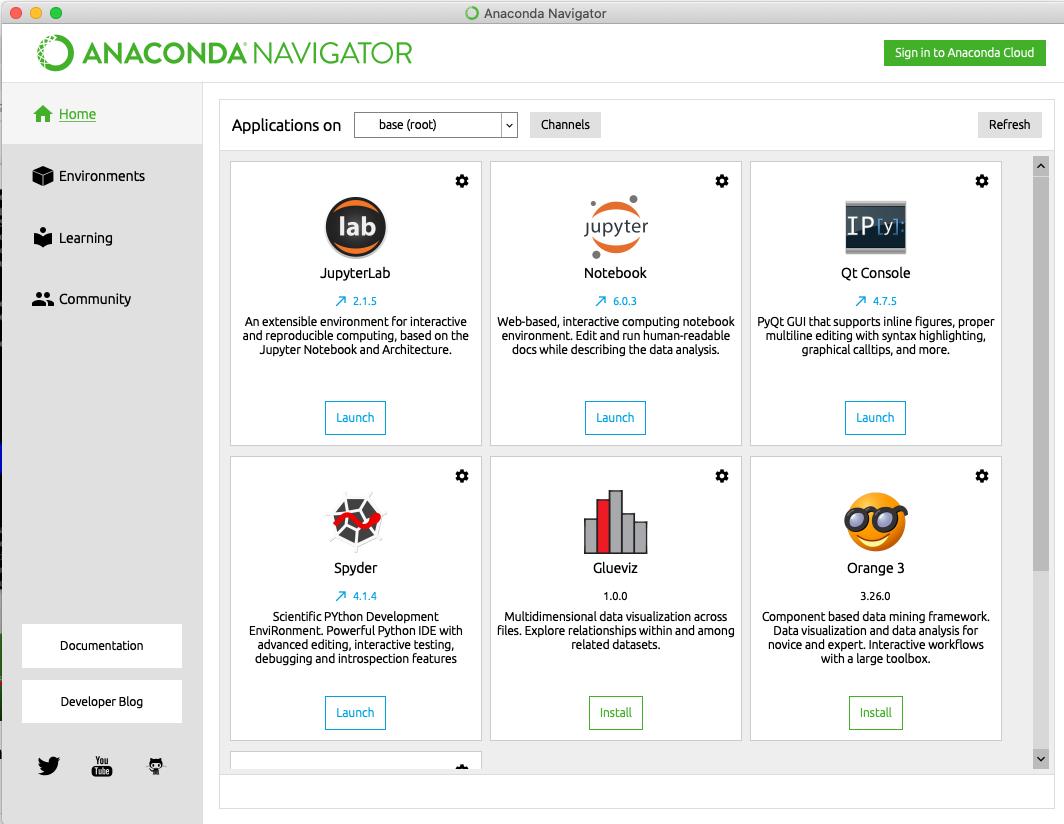 Anaconda Navigator
ANACONDA NAVIGATOR
Sign in to Anaconda Cloud
Home
Environments
Learning
Community
Documentation
Developer Blog
You
Tube
Applications on
base (root)
Channels
Refresh
lab
JupyterLab
2.1.5
An extensible environment for interactive
and reproducible computing, based on the
Jupyter Notebook and Architecture.
Launch
jupyter
Notebook
6.0.3
Web-based, interactive computing notebook
environment. Edit and run human-readable
docs while describing the data analysis.
Launch
IP[y]:
Qt Console
4.7.5
PyQt GUI that supports inline figures, proper
multiline editing with syntax highlighting,
graphical calltips, and more.
Launch
Spyder
4.1.4
Scientific PYthon Development
EnviRonment. Powerful Python IDE with
advanced editing, interactive testing,
debugging and introspection features
Launch
Glueviz
1.0.0
Multidimensional data visualization across
files. Explore relationships within and among
related datasets.
Install
Orange 3
3.26.0
Component based data mining framework.
Data visualization and data analysis for
novice and expert. Interactive workflows
with a large toolbox.
Install